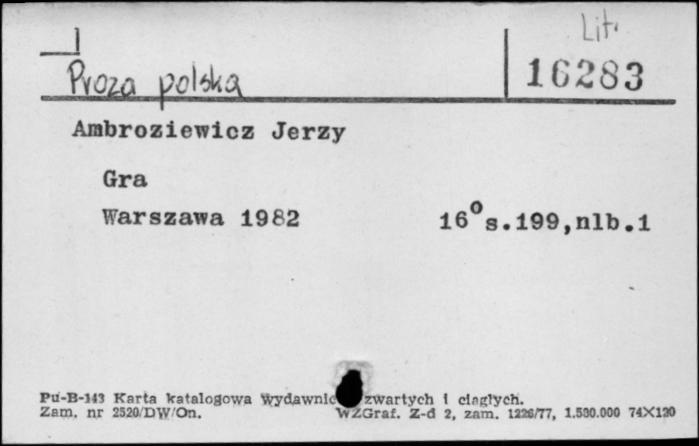 Lit.
Proza polska
16283
Ambroziewicz Jerzy
Gra
Warszawa 1982 16° s.199,nlb.1
Pu-B-143 Karta katalogowa wydawnic zwartych i ciągłych.
Zam. nr 2520/DW/On. WZGraf. Z-d 2, zam. 1226/77, 1.500.000 74X120